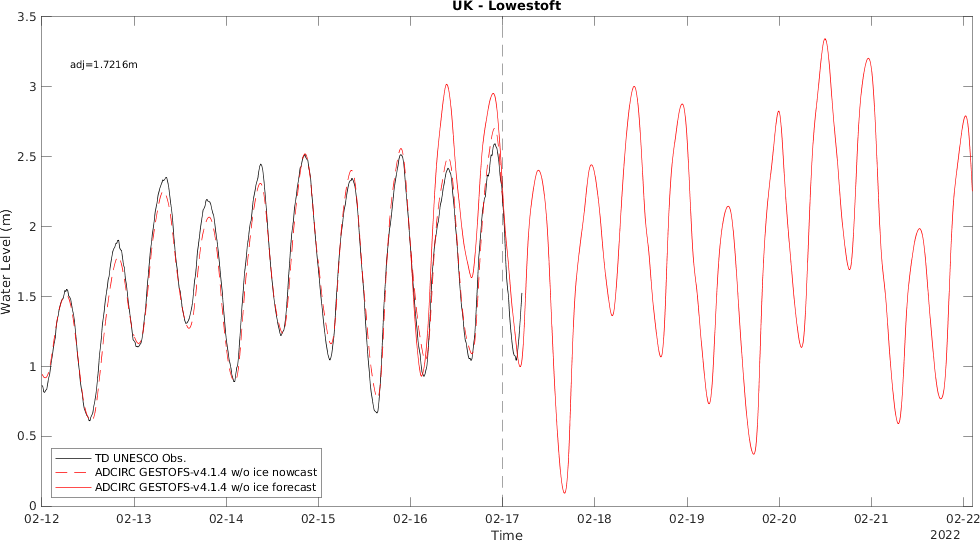 UK - Lowestoft
adj=1.7216m
Water Level (m)
3.5
3
2.5
2
1.5
1
0.5
0
TD UNESCO Obs.
ADCIRC GESTOFS-v4.1.4 w/o ice nowcast
ADCIRC GESTOFS-v4.1.4 w/o ice forecast
02-12 02-13 02-14 02-15 02-16 02-17 02-18 02-19 02-20 02-21 02-22
Time
2022